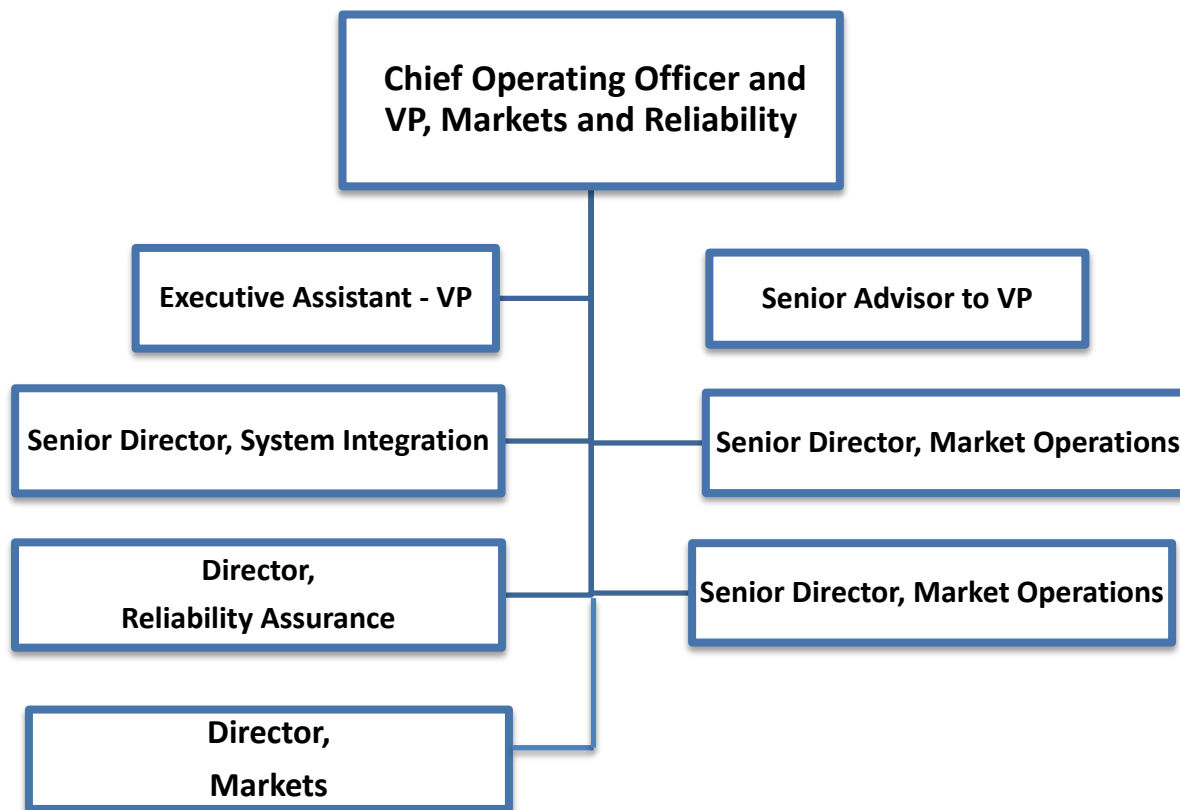 Chief Operating Officer and
VP, Markets and Reliability
Executive Assistant - VP
Senior Advisor to VP
Senior Director, System Integration
Senior Director, Market Operations
Director,
Reliability Assurance
Senior Director, Market Operations
Director,
Markets